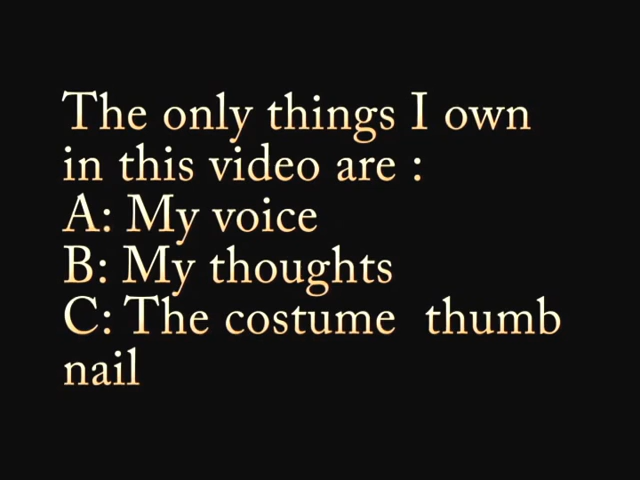 The only things I own
in this video are :
A: My voice
B: My thoughts
C: The costume  thumb
nail